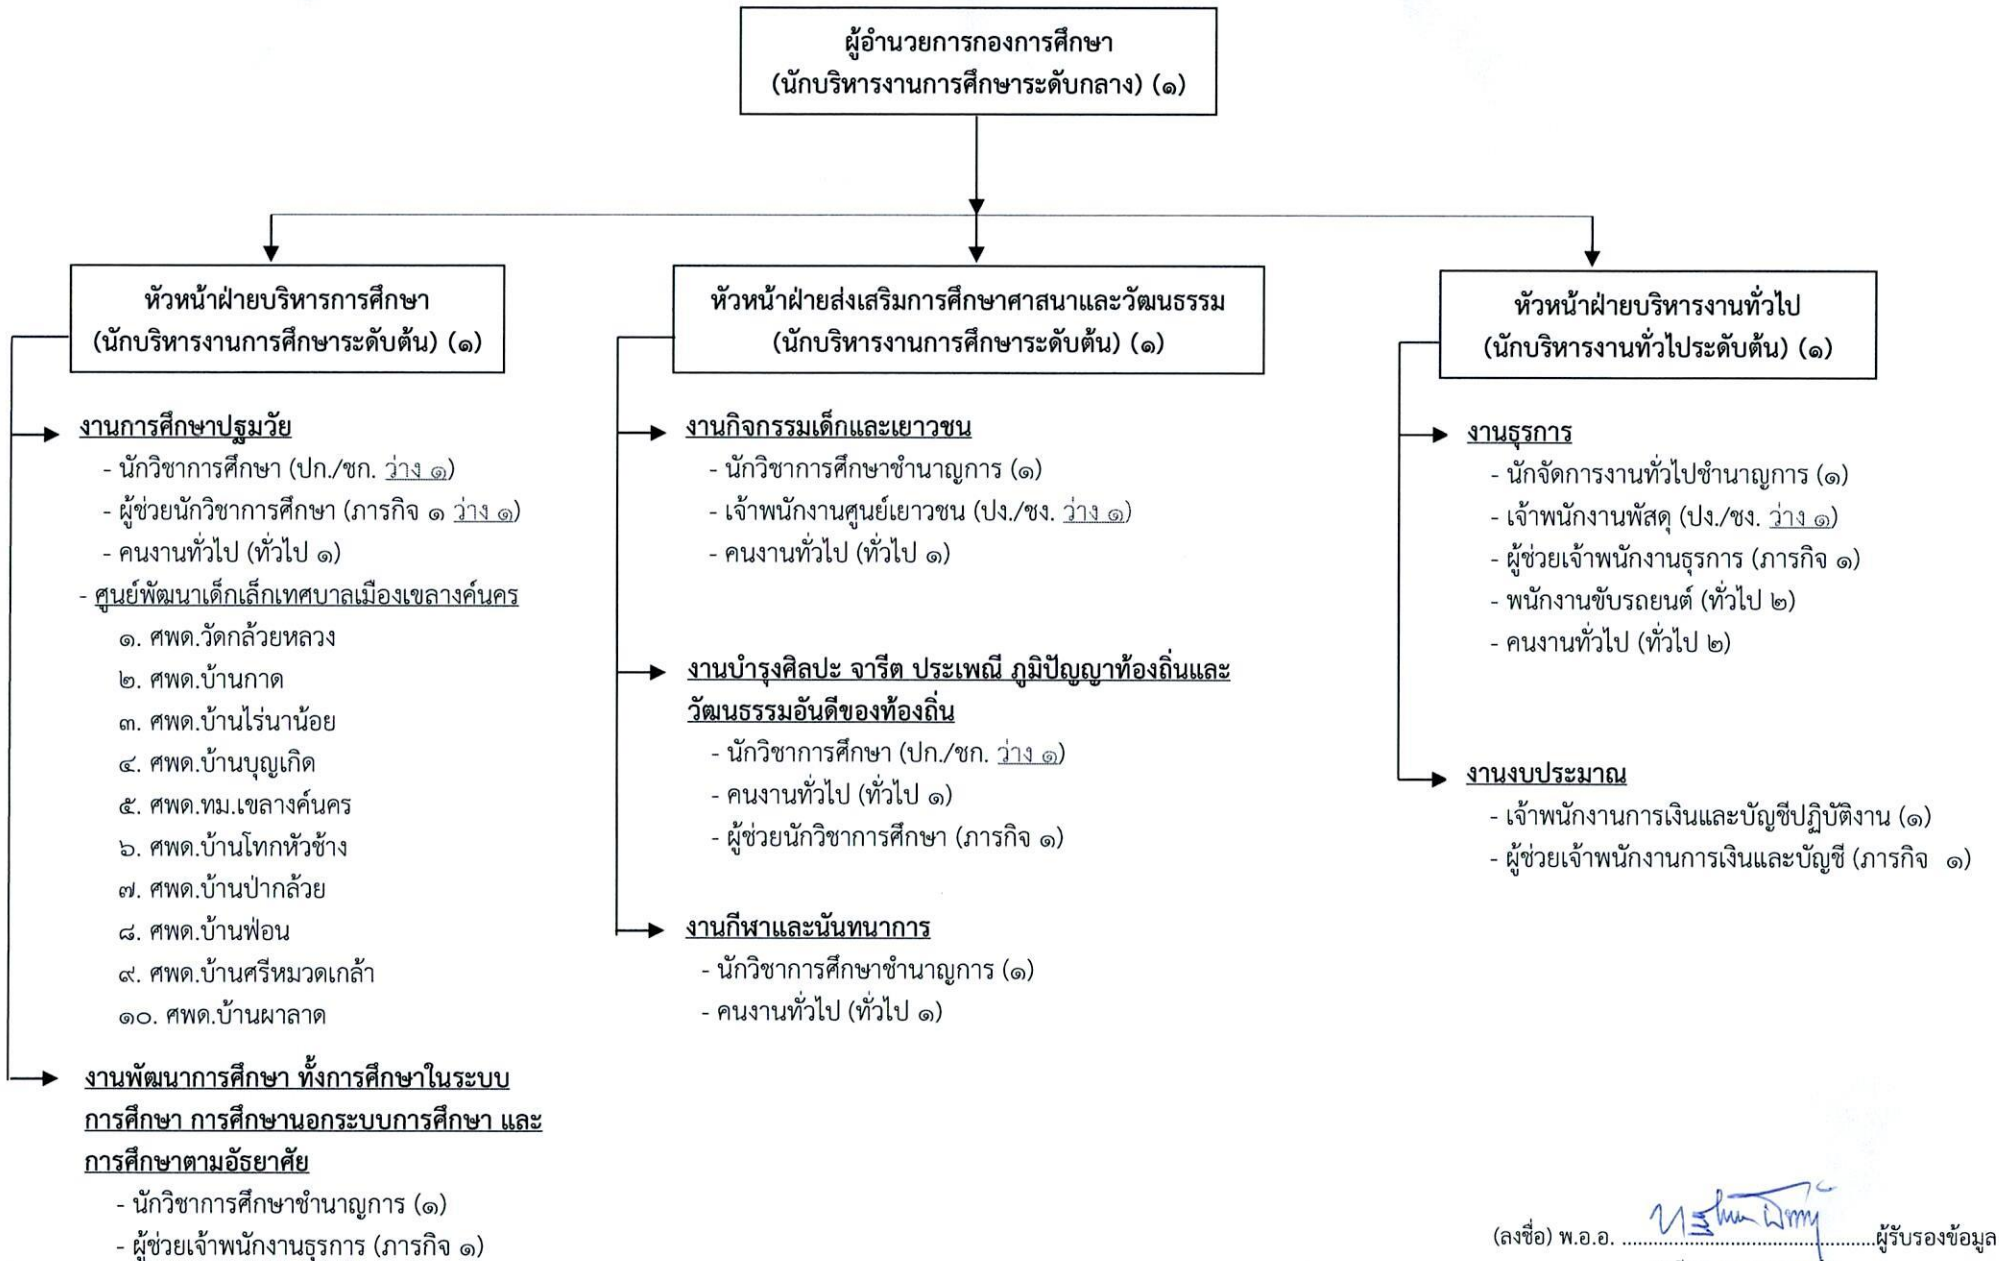 ผู้อำนวยการกองการศึกษา
(นักบริหารงานการศึกษาระดับกลาง) (๑)
หัวหน้าฝ่ายบริหารการศึกษา
(นักบริหารงานการศึกษาระดับต้น) (๑)
งานการศึกษาปฐมวัย
- นักวิชาการศึกษา (ปก./ชก. ว่าง ๑)
- ผู้ช่วยนักวิชาการศึกษา (ภารกิจ ๑ ว่าง ๑)
- คนงานทั่วไป (ทั่วไป ๑)
- ศูนย์พัฒนาเด็กเล็กเทศบาลเมืองเขลางค์นคร
๑. ศพด.วัดกล้วยหลวง
๒. ศพด.บ้านกาด
๓. ศพด.บ้านไร่นาน้อย
๔. ศพด.บ้านบุญเกิด
๕. ศพด.ทม.เขลางค์นคร
๖. ศพด.บ้านโทกหัวช้าง
๗. ศพด.บ้านป่ากล้วย
๘. ศพด.บ้านฟ่อน
๙. ศพด.บ้านศรีหมวดเกล้า
๑๐. ศพด.บ้านผาลาด
งานพัฒนาการศึกษา ทั้งการศึกษาในระบบ
การศึกษา การศึกษานอกระบบการศึกษา และ
การศึกษาตามอัธยาศัย
- นักวิชาการศึกษาชำนาญการ (๑)
- ผู้ช่วยเจ้าพนักงานธุรการ (ภารกิจ ๑)
หัวหน้าฝ่ายส่งเสริมการศึกษาศาสนาและวัฒนธรรม
(นักบริหารงานการศึกษาระดับต้น) (๑)
งานกิจกรรมเด็กและเยาวชน
- นักวิชาการศึกษาชำนาญการ (๑)
- เจ้าพนักงานศูนย์เยาวชน (ปง./ชง. ว่าง ๑)
- คนงานทั่วไป (ทั่วไป ๑)
งานบำรุงศิลปะ จารีต ประเพณี ภูมิปัญญาท้องถิ่นและ
วัฒนธรรมอันดีของท้องถิ่น
- นักวิชาการศึกษา (ปก./ชก. ว่าง ๑)
- คนงานทั่วไป (ทั่วไป ๑)
- ผู้ช่วยนักวิชาการศึกษา (ภารกิจ ๑)
งานกีฬาและนันทนาการ
- นักวิชาการศึกษาชำนาญการ (๑)
- คนงานทั่วไป (ทั่วไป ๑)
หัวหน้าฝ่ายบริหารงานทั่วไป
(นักบริหารงานทั่วไประดับต้น) (๑)
งานธุรการ
- นักจัดการงานทั่วไปชำนาญการ (๑)
- เจ้าพนักงานพัสดุ (ปง./ชง. ว่าง ๑)
- ผู้ช่วยเจ้าพนักงานธุรการ (ภารกิจ ๑)
- พนักงานขับรถยนต์ (ทั่วไป ๒)
- คนงานทั่วไป (ทั่วไป ๒)
งานงบประมาณ
- เจ้าพนักงานการเงินและบัญชีปฏิบัติงาน (๑)
- ผู้ช่วยเจ้าพนักงานการเงินและบัญชี (ภารกิจ ๑)
(ลงชื่อ) พ.อ.อ. ............................................ผู้รับรองข้อมูล